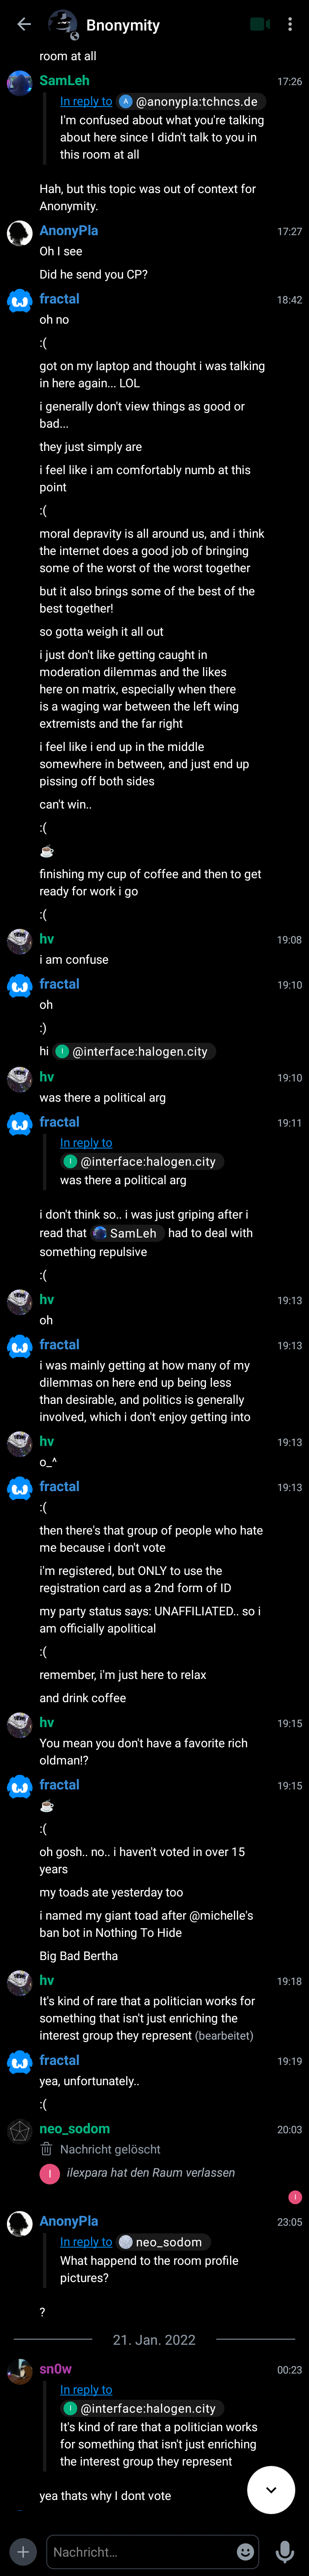 Bnonymity
room at all
SamLeh 17:26
In reply to A @anonypla:tchncs.de
I'm confused about what you're talking
about here since I didn't talk to you in
this room at all
Hah, but this topic was out of context for
Anonymity.
AnonyPla 17:27
Oh I see
Did he send you CP?
fractal 18:42
oh no
:(
got on my laptop and thought i was talking
in here again... LOL
i generally don't view things as good or
bad...
they just simply are
i feel like i am comfortably numb at this
point
:(
moral depravity is all around us, and i think
the internet does a good job of bringing
some of the worst of the worst together
but it also brings some of the best of the
best together!
so gotta weigh it all out
i just don't like getting caught in
moderation dilemmas and the likes
here on matrix, especially when there
is a waging war between the left wing
extremists and the far right
i feel like i end up in the middle
somewhere in between, and just end up
pissing off both sides
can't win..
:(
☕
finishing my cup of coffee and then to get
ready for work i go
:(
hv 19:08
i am confuse
fractal 19:10
oh
:)
hi I @interface:halogen.city
hv 19:10
was there a political arg
fractal 19:11
In reply to
I @interface:halogen.city
was there a political arg
i don't think so.. i was just griping after i
read that SamLeh had to deal with
something repulsive
:(
hv 19:13
oh
fractal 19:13
i was mainly getting at how many of my
dilemmas on here end up being less
than desirable, and politics is generally
involved, which i don't enjoy getting into
hv 19:13
o_^
fractal 19:13
:(
then there's that group of people who hate
me because i don't vote
i'm registered, but ONLY to use the
registration card as a 2nd form of ID
my party status says: UNAFFILIATED.. so i
am officially apolitical
:(
remember, i'm just here to relax
and drink coffee
hv 19:15
You mean you don't have a favorite rich
oldman!?
fractal 19:15
☕
:(
oh gosh.. no.. i haven't voted in over 15
years
my toads ate yesterday too
i named my giant toad after @michelle's
ban bot in Nothing To Hide
Big Bad Bertha
hv 19:18
It's kind of rare that a politician works for
something that isn't just enriching the
interest group they represent (bearbeitet)
fractal 19:19
yea, unfortunately..
:(
neo_sodom 20:03
Nachricht gelöscht
I ilexpara hat den Raum verlassen
I
AnonyPla 23:05
In reply to neo_sodom
What happend to the room profile
pictures?
?
21. Jan. 2022
sn0w 00:23
In reply to
I @interface:halogen.city
It's kind of rare that a politician works
for something that isn't just enriching
the interest group they represent
yea thats why I dont vote
Nachricht…